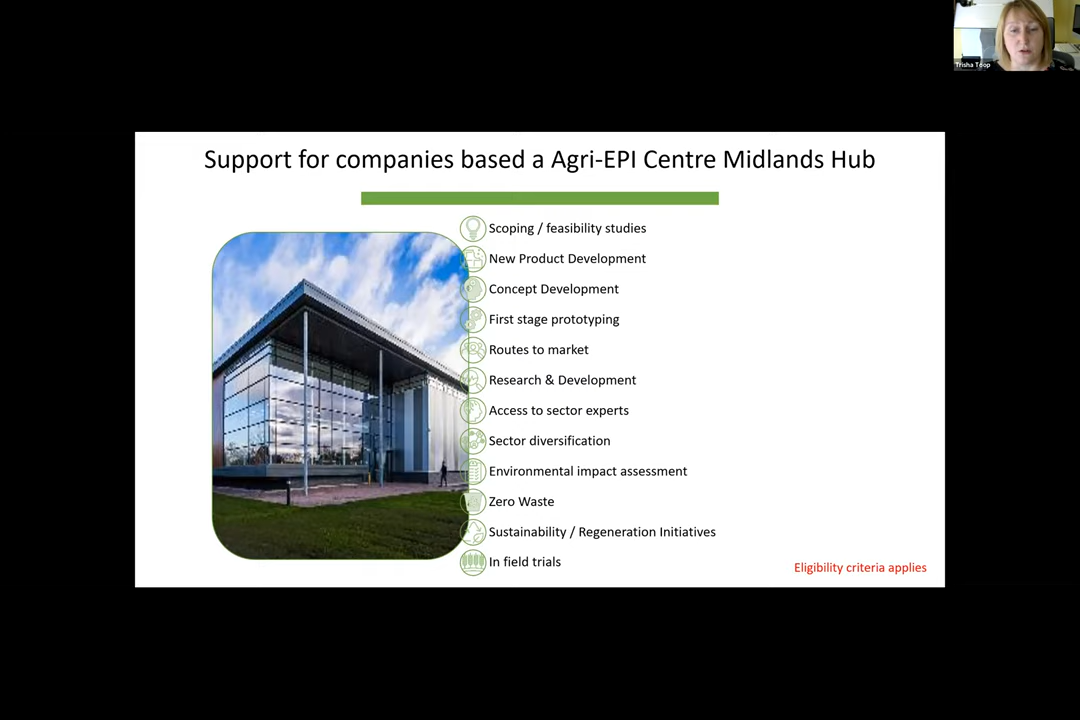 Trisha Toop
Support for companies based a Agri-EPI Centre Midlands Hub
Scoping / feasibility studies
New Product Development
Concept Development
First stage prototyping
Routes to market
Research & Development
Access to sector experts
Sector diversification
Environmental impact assessment
Zero Waste
Sustainability / Regeneration Initiatives
In field trials
Eligibility criteria applies